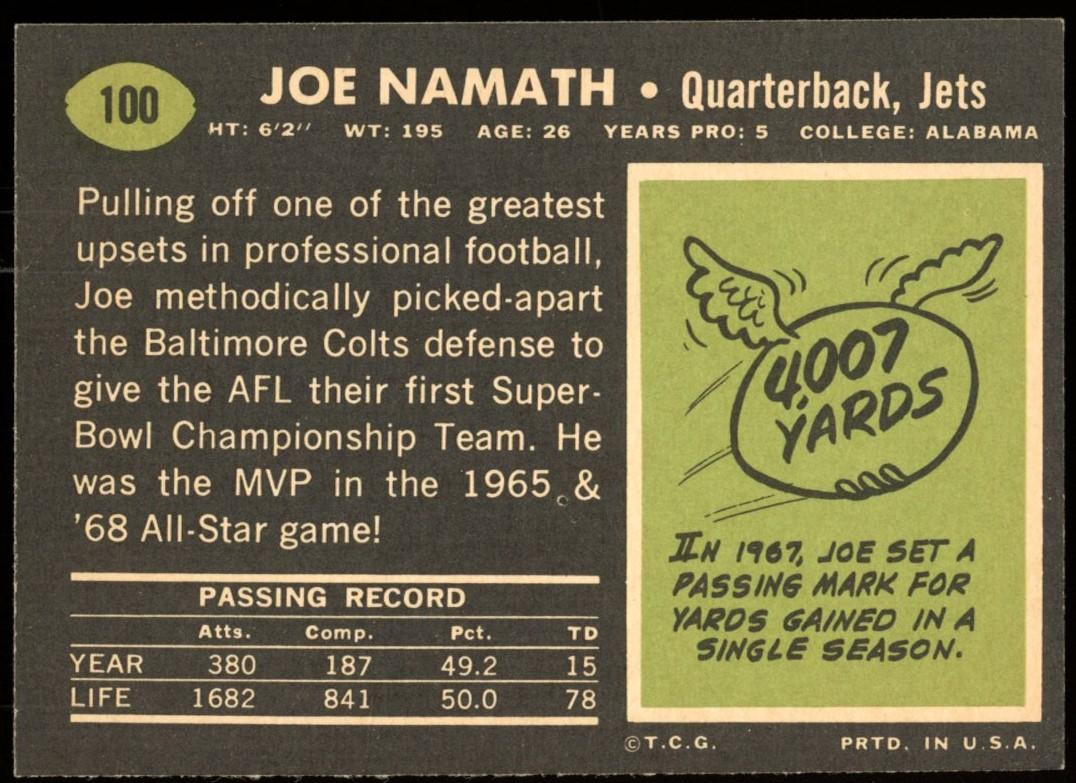 100
JOE NAMATH • Quarterback, Jets
HT: 6'2'' WT: 195 AGE: 26 YEARS PRO: 5 COLLEGE: ALABAMA
Pulling off one of the greatest
upsets in professional football,
Joe methodically picked-apart
the Baltimore Colts defense to
give the AFL their first Super-
Bowl Championship Team. He
was the MVP in the 1965 &
'68 All-Star game!
PASSING RECORD
Atts. Comp. Pct. TD
YEAR 380 187 49.2 15
LIFE 1682 841 50.0 78
4,007
YARDS
IN 1967, JOE SET A
PASSING MARK FOR
YARDS GAINED IN A
SINGLE SEASON.
©T.C.G. PRTD. IN U.S.A.